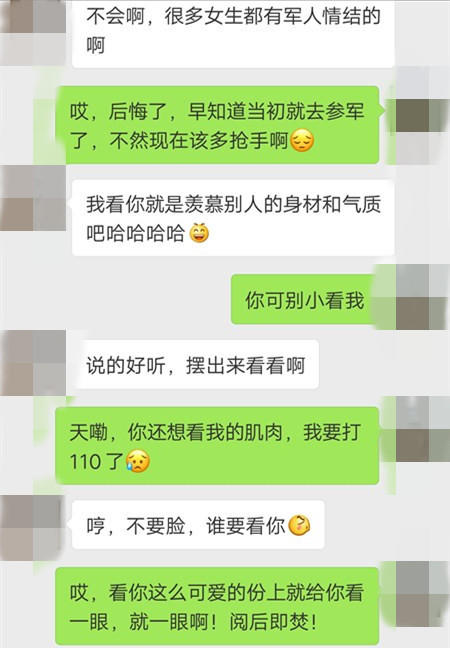 不会啊，很多女生都有军人情结的
啊
哎，后悔了，早知道当初就去参军
了，不然现在该多抢手啊
我看你就是羡慕别人的身材和气质
吧哈哈哈哈
你可别小看我
说的好听，摆出来看看啊
天嘞，你还想看我的肌肉，我要打
110了
哼，不要脸，谁要看你
哎，看你这么可爱的份上就给你看
一眼，就一眼啊！阅后即焚！